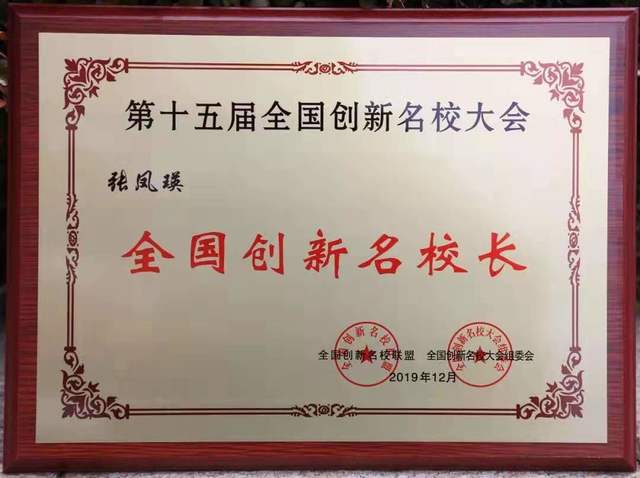 第十五届全国创新名校大会
张凤瑛
全国创新名校长
全国创新名校联盟 全国创新名校大会组委会
2019年12月